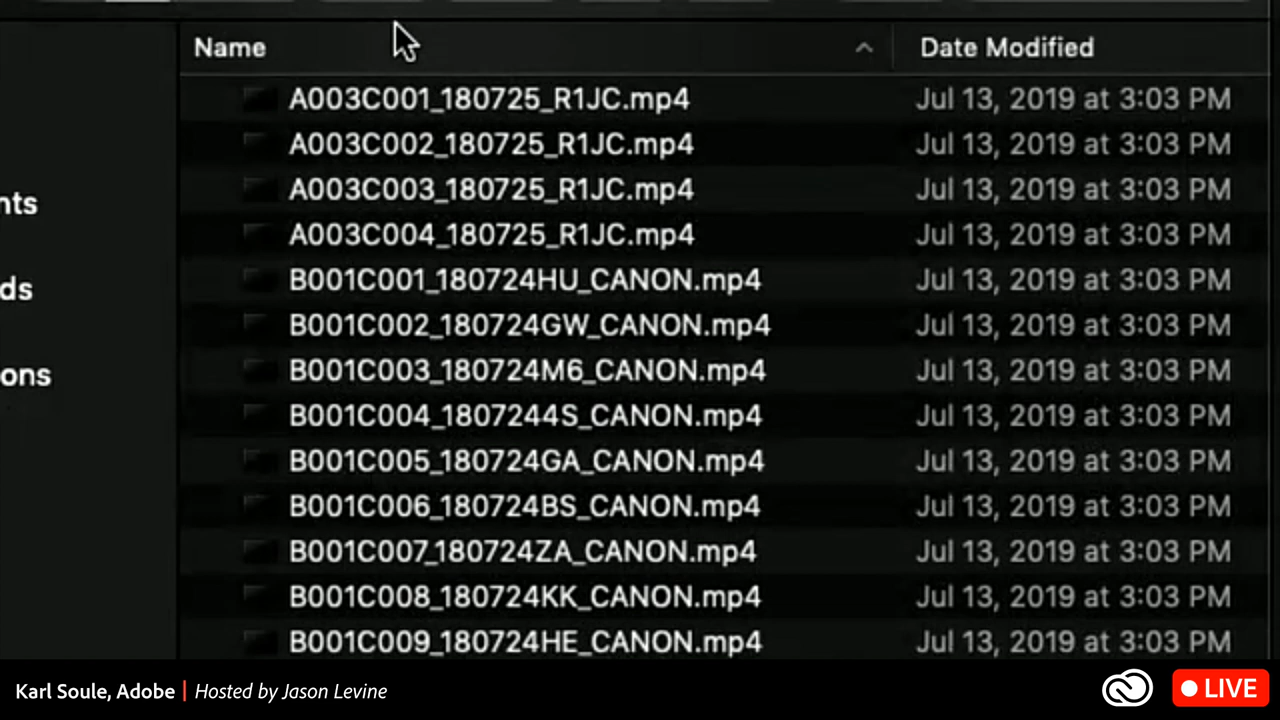 Name Date Modified
A003C001_180725_R1JC.mp4 Jul 13, 2019 at 3:03 PM
A003C002_180725_R1JC.mp4 Jul 13, 2019 at 3:03 PM
A003C003_180725_R1JC.mp4 Jul 13, 2019 at 3:03 PM
nts
A003C004_180725_R1JC.mp4 Jul 13, 2019 at 3:03 PM
B001C001_180724HU_CANON.mp4 Jul 13, 2019 at 3:03 PM
ds
B001C002_180724GW_CANON.mp4 Jul 13, 2019 at 3:03 PM
B001C003_180724M6_CANON.mp4 Jul 13, 2019 at 3:03 PM
ons
B001C004_1807244S_CANON.mp4 Jul 13, 2019 at 3:03 PM
B001C005_180724GA_CANON.mp4 Jul 13, 2019 at 3:03 PM
B001C006_180724BS_CANON.mp4 Jul 13, 2019 at 3:03 PM
B001C007_180724ZA_CANON.mp4 Jul 13, 2019 at 3:03 PM
B001C008_180724KK_CANON.mp4 Jul 13, 2019 at 3:03 PM
B001C009_180724HE_CANON.mp4 Jul 13, 2019 at 3:03 PM
Karl Soule, Adobe | Hosted by Jason Levine LIVE